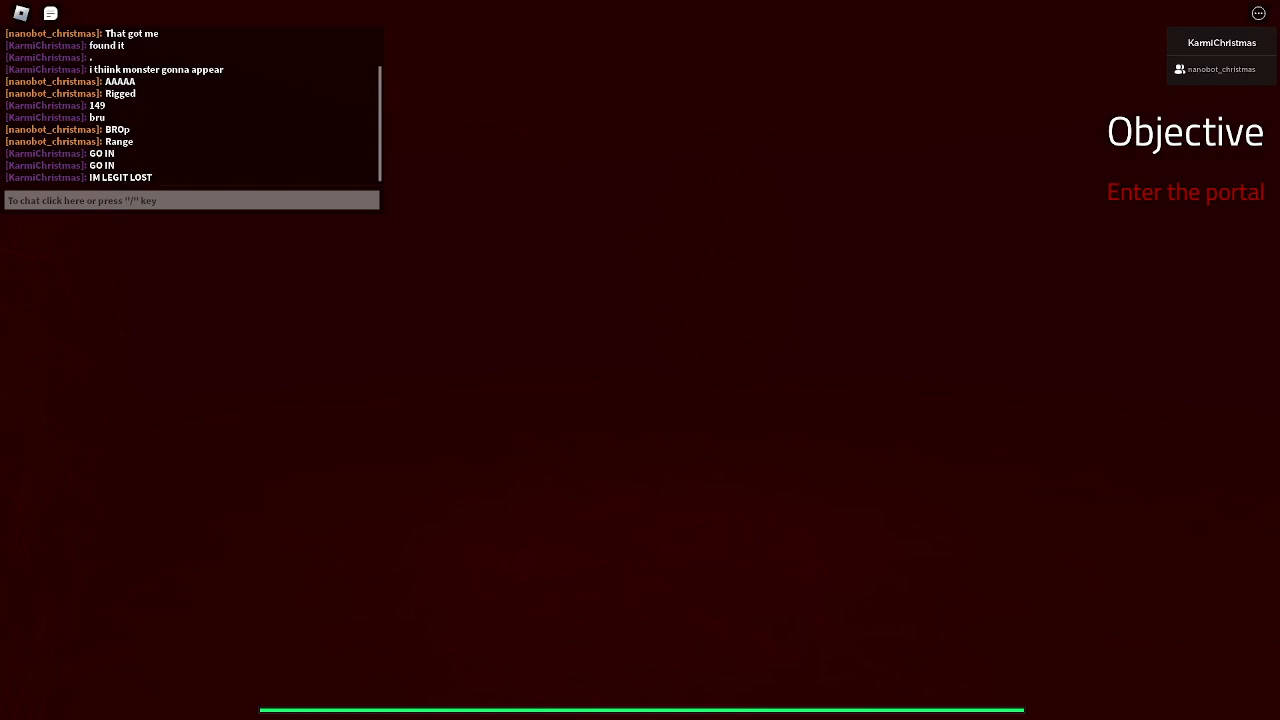 [nanobot_christmas]: That got me
[KarmiChristmas]: found it
[KarmiChristmas]: .
[KarmiChristmas]: i thiink monster gonna appear
[nanobot_christmas]: AAAAA
[nanobot_christmas]: Rigged
[KarmiChristmas]: 149
[KarmiChristmas]: bru
[nanobot_christmas]: BROp
[nanobot_christmas]: Range
[KarmiChristmas]: GO IN
[KarmiChristmas]: GO IN
[KarmiChristmas]: IM LEGIT LOST
To chat click here or press "/" key
KarmiChristmas
nanobot_christmas
Objective
Enter the portal